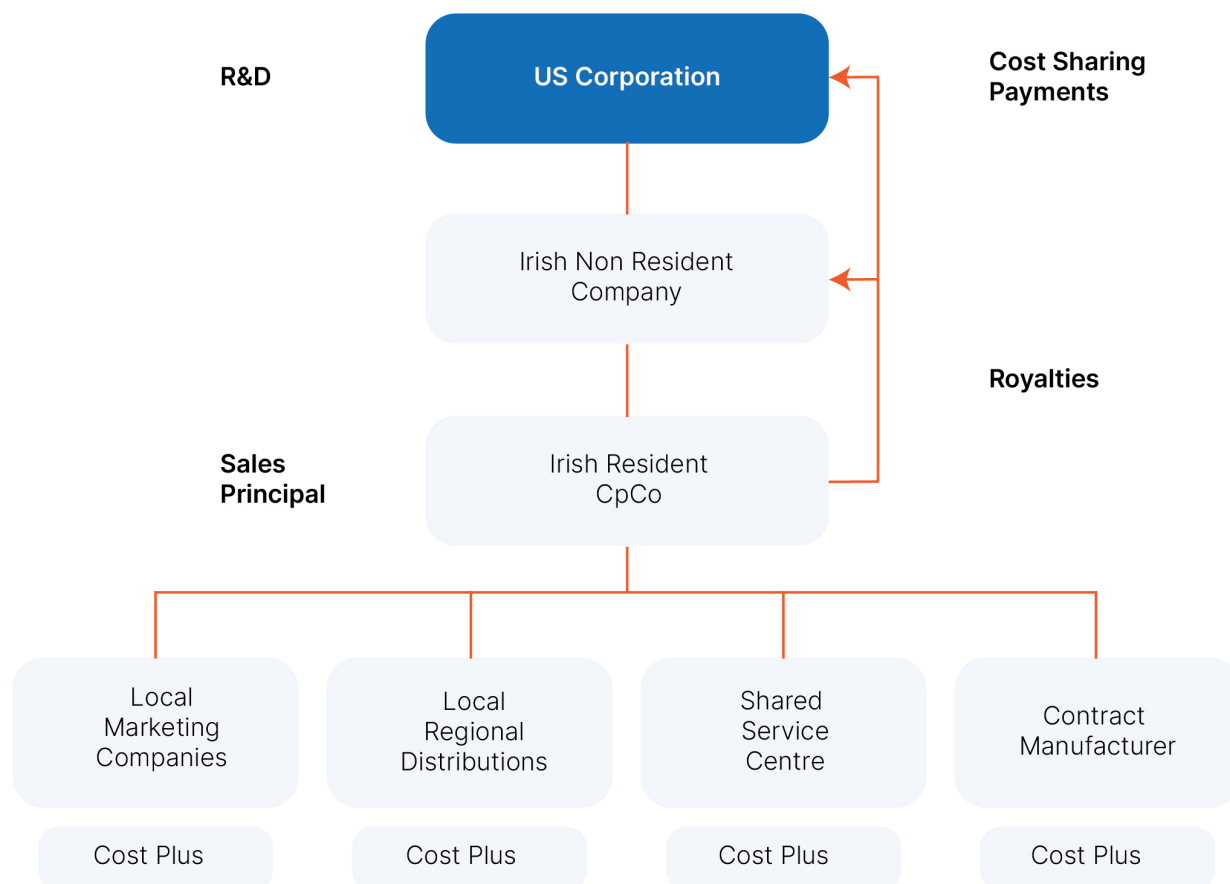 R&D
US Corporation
Cost Sharing
Payments
Irish Non Resident
Company
Royalties
Sales
Principal
Irish Resident
CpCo
Local
Marketing
Companies
Local
Regional
Distributions
Shared
Service
Centre
Contract
Manufacturer
Cost Plus
Cost Plus
Cost Plus
Cost Plus